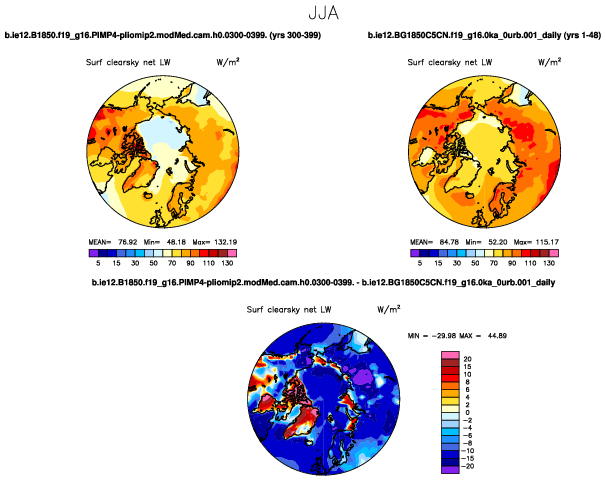 JJA
b.ie12.B1850.f19_g16.PIMP4-pliomip2.modMed.cam.h0.0300-0399. (yrs 300-399)
b.ie12.BG1850C5CN.f19_g16.0ka_0urb.001_daily (yrs 1-48)
Surf clearsky net LW W/m²
Surf clearsky net LW W/m²
MEAN= 76.92 Min= 48.18 Max= 132.19
MEAN= 84.78 Min= 52.20 Max= 115.17
5 15 30 50 70 90 110 130
5 15 30 50 70 90 110 130
b.ie12.B1850.f19_g16.PIMP4-pliomip2.modMed.cam.h0.0300-0399. - b.ie12.BG1850C5CN.f19_g16.0ka_0urb.001_daily
Surf clearsky net LW W/m²
MIN = -29.98 MAX = 44.89
20
15
10
8
6
4
2
0
-2
-4
-6
-8
-10
-15
-20